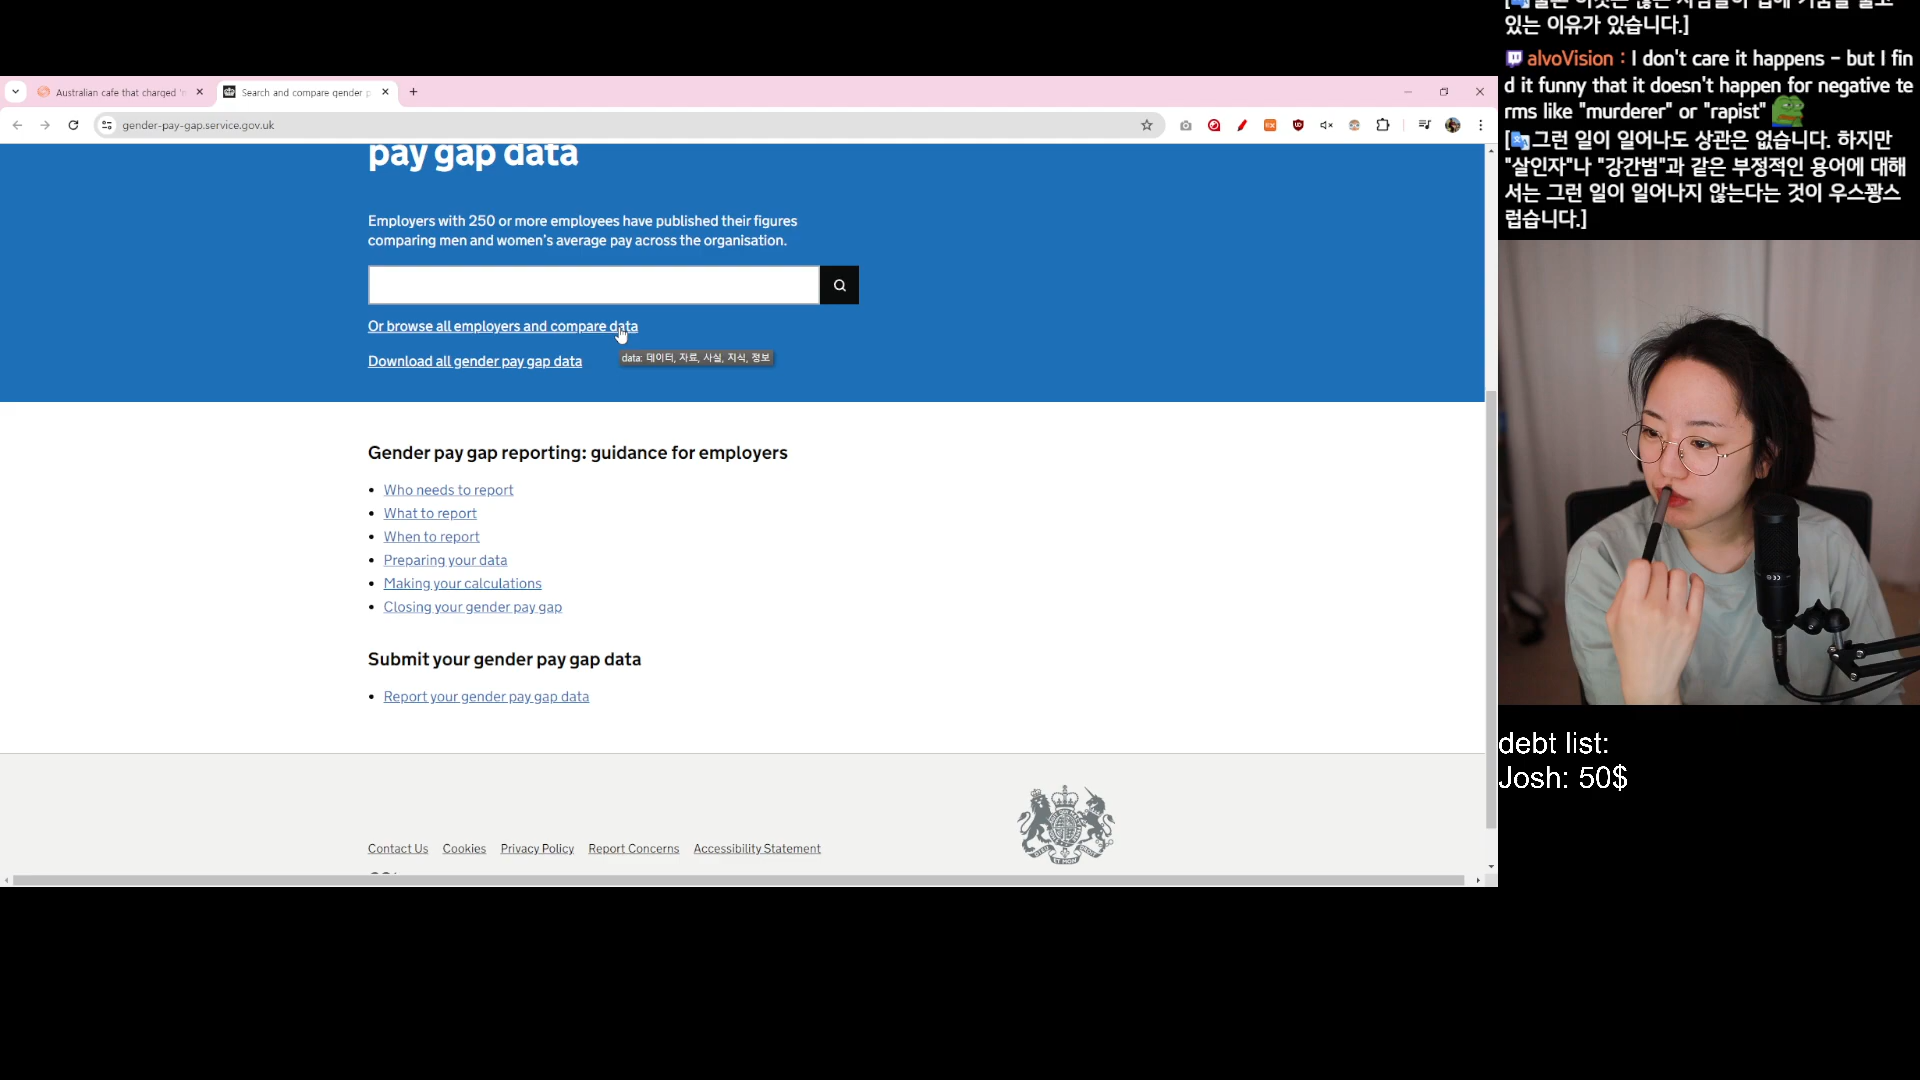 있는 이유가 있습니다.]
alvoVision : I don't care it happens - but I fin
d it funny that it doesn't happen for negative te
rms like "murderer" or "rapist"
[그런 일이 일어나도 상관은 없습니다. 하지만
"살인자"나 "강간범"과 같은 부정적인 용어에 대해
서는 그런 일이 일어나지 않는다는 것이 우스꽝스
럽습니다.]
Australian cafe that charged 'm
Search and compare gender p
gender-pay-gap.service.gov.uk
pay gap data
Employers with 250 or more employees have published their figures
comparing men and women's average pay across the organisation.
Or browse all employers and compare data
data: 데이터, 자료, 사실, 지식, 정보
Download all gender pay gap data
Gender pay gap reporting: guidance for employers
• Who needs to report
• What to report
• When to report
• Preparing your data
• Making your calculations
• Closing your gender pay gap
Submit your gender pay gap data
• Report your gender pay gap data
Contact Us Cookies Privacy Policy Report Concerns Accessibility Statement
debt list:
Josh: 50$